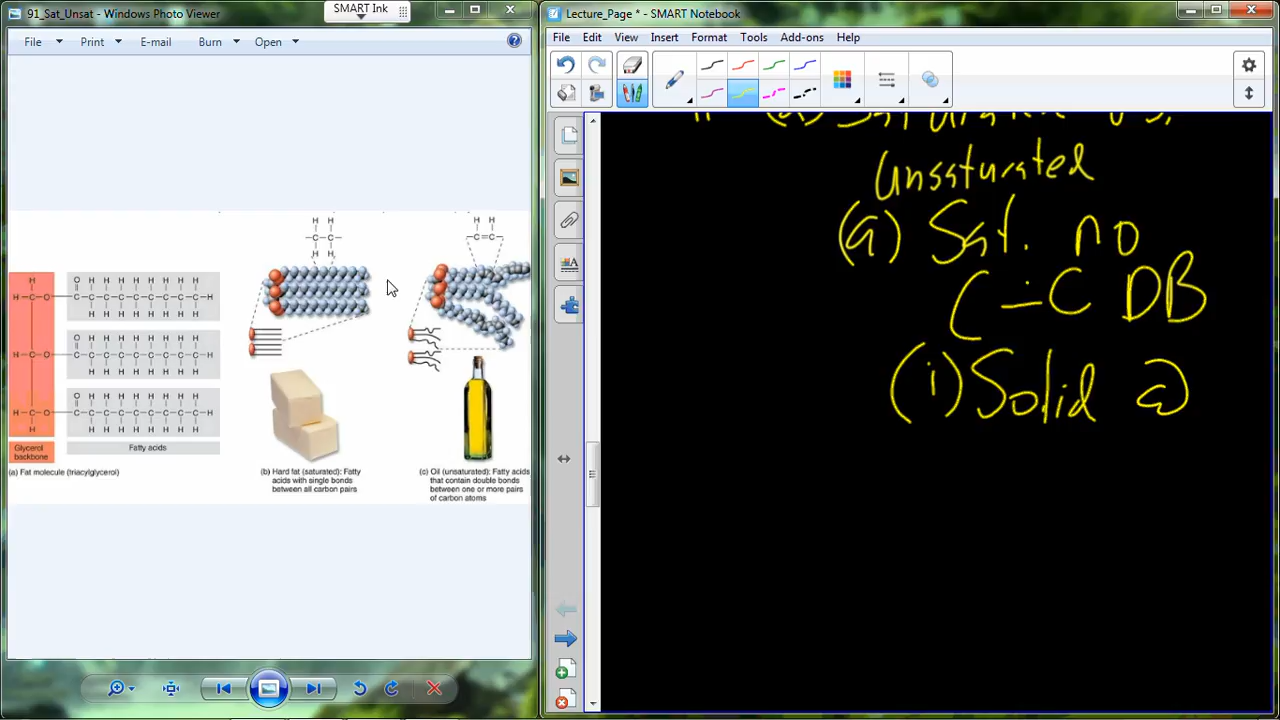 91_Sat_Unsat - Windows Photo Viewer
SMART Ink
File Print E-mail Burn Open
H H
C C
H H
H H
C=C
H
H C O
H C O
H C O
H
O H H H H H H H H
C C C C C C C C C H
H H H H H H H H
O H H H H H H H H
C C C C C C C C C H
H H H H H H H H
O H H H H H H H H
C C C C C C C C C H
H H H H H H H H
Glycerol
backbone
Fatty acids
(a) Fat molecule (triacylglycerol)
(b) Hard fat (saturated): Fatty
acids with single bonds
between all carbon pairs
(c) Oil (unsaturated): Fatty acids
that contain double bonds
between one or more pairs
of carbon atoms
Lecture_Page * - SMART Notebook
File Edit View Insert Format Tools Add-ons Help
Saturated vs.
Unsaturated
(a) Sat. no
C=C DB
(i) Solid @